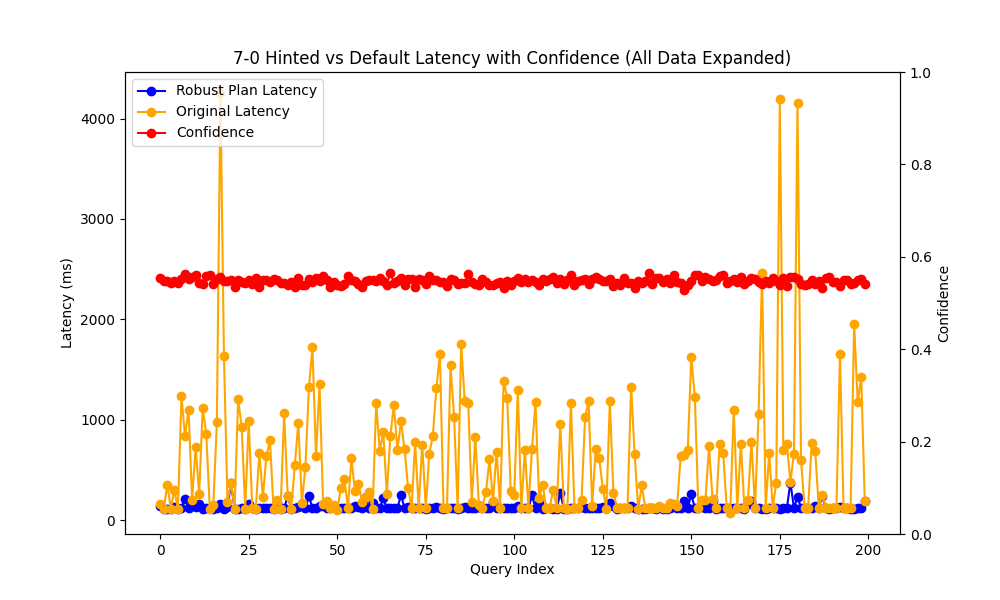 7-0 Hinted vs Default Latency with Confidence (All Data Expanded)
Robust Plan Latency
Original Latency
Confidence
4000
3000
2000
1000
0
Latency (ms)
1.0
0.8
0.6
0.4
0.2
0.0
Confidence
0
25
50
75
100
125
150
175
200
Query Index